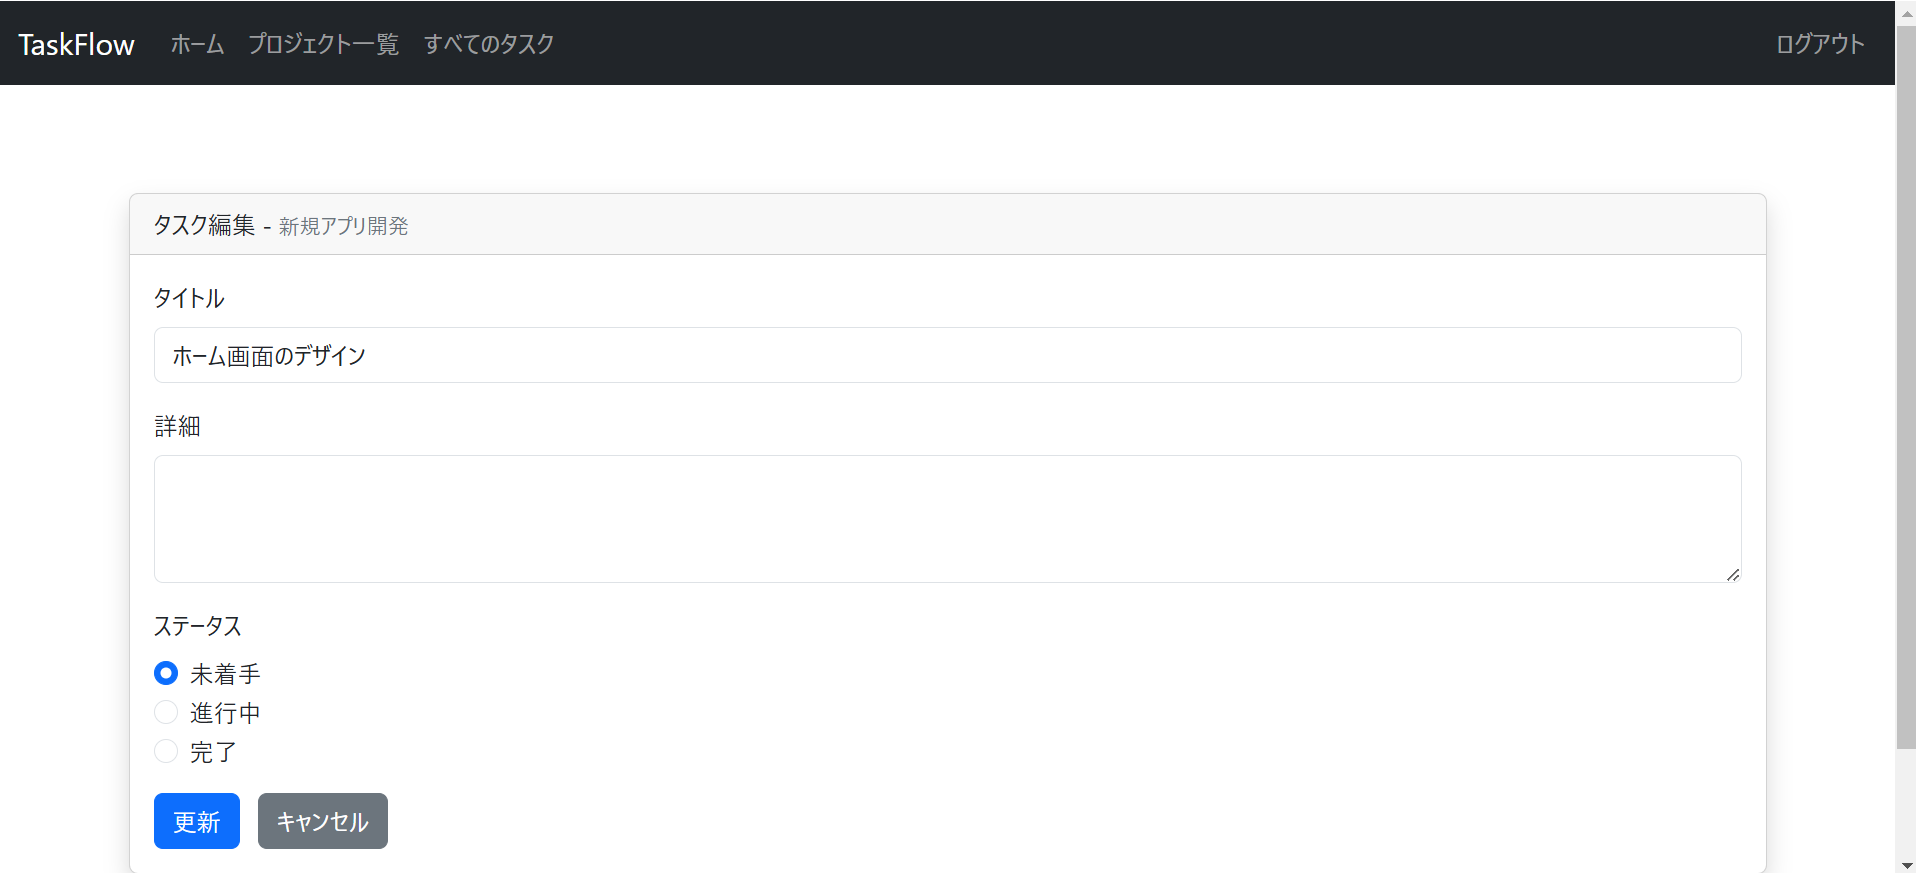 TaskFlow ホーム プロジェクト一覧 すべてのタスク ログアウト
タスク編集 - 新規アプリ開発
タイトル
ホーム画面のデザイン
詳細
ステータス
未着手
進行中
完了
更新 キャンセル